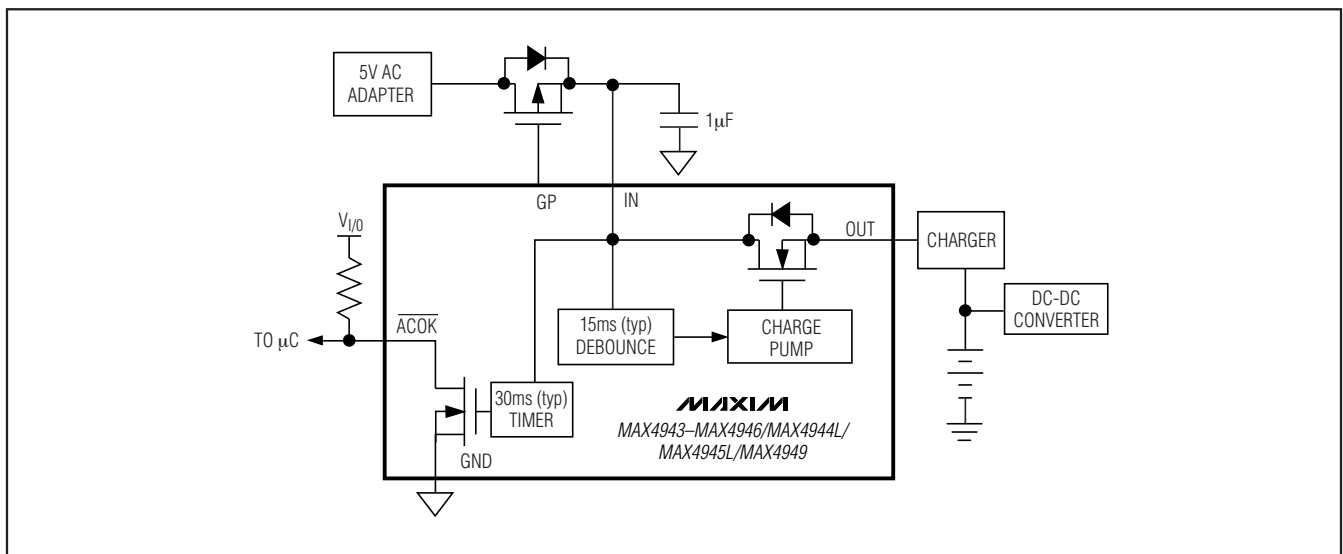 5V AC
ADAPTER
1µF
GP
IN
V_I/0
OUT
CHARGER
DC-DC
CONVERTER
ACOK
TO µC
15ms (typ)
DEBOUNCE
CHARGE
PUMP
30ms (typ)
TIMER
MAXIM
MAX4943–MAX4946/MAX4944L/
MAX4945L/MAX4949
GND